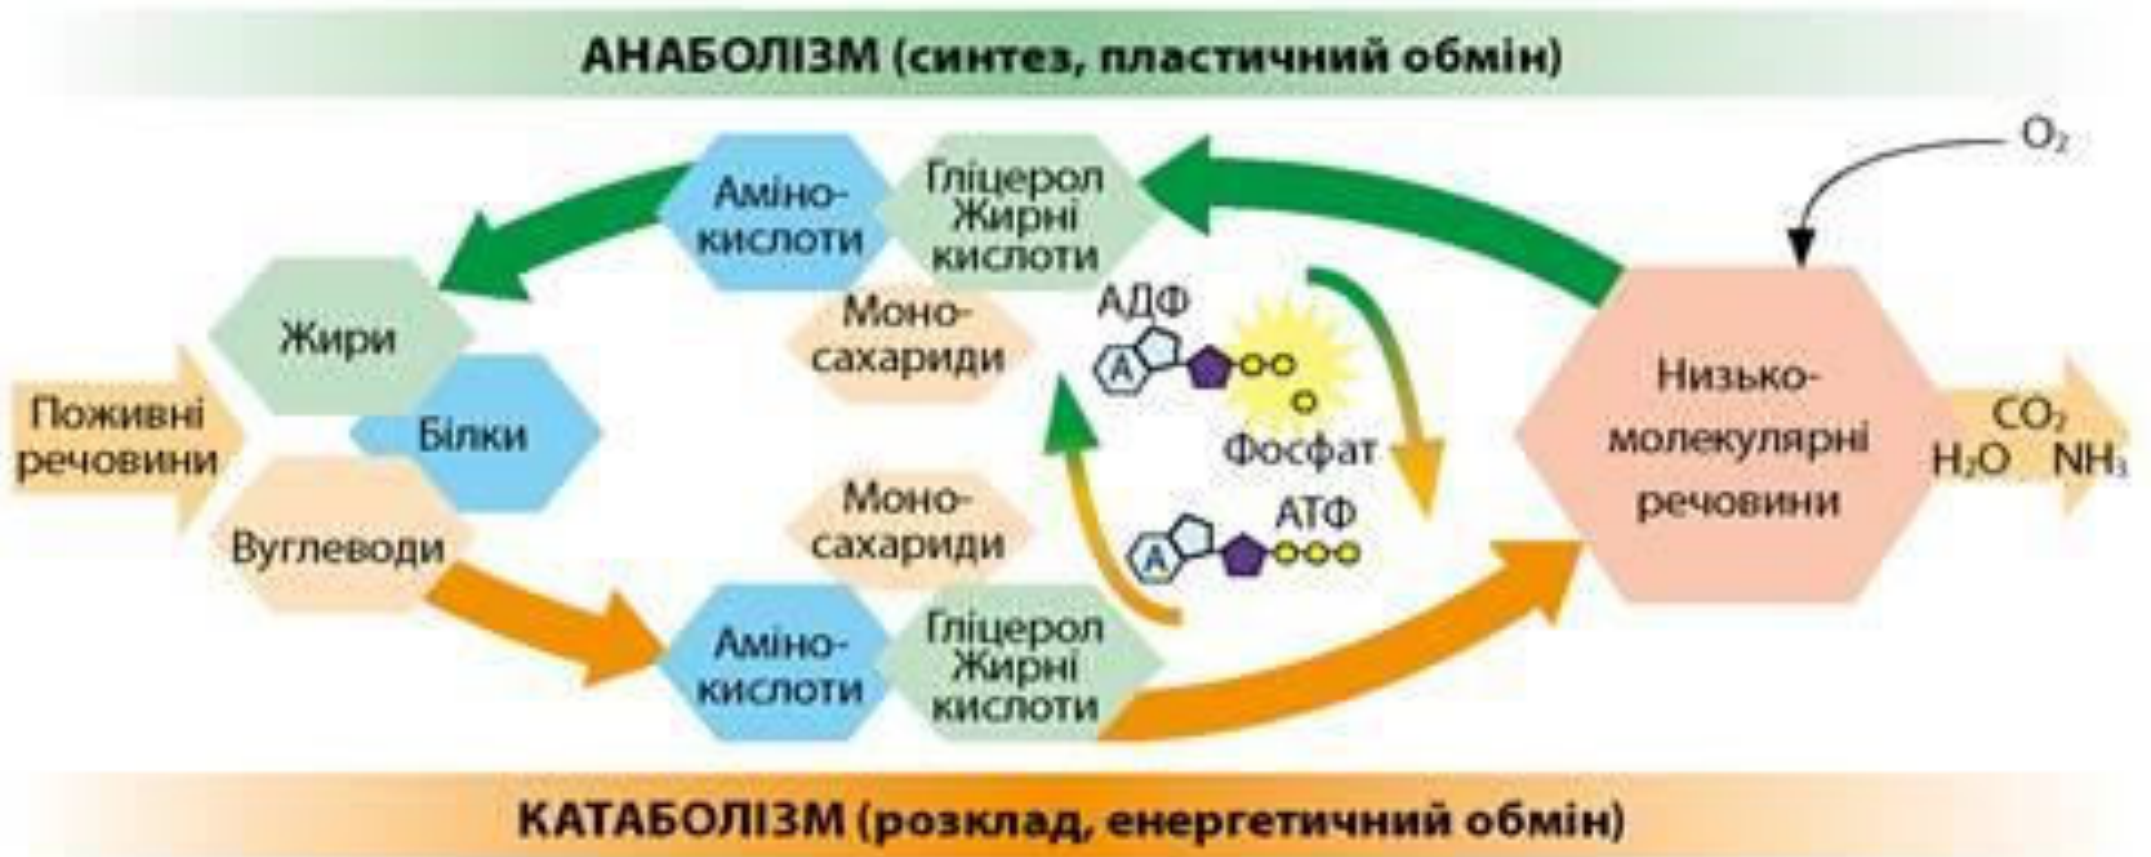 АНАБОЛІЗМ (синтез, пластичний обмін)
O₂
Аміно-
кислоти
Гліцерол
Жирні
кислоти
Моно-
сахариди
АДФ
А
Фосфат
Жири
Білки
Вуглеводи
Поживні
речовини
Низько-
молекулярні
речовини
CO₂
H₂O NH₃
Моно-
сахариди
АТФ
А
Аміно-
кислоти
Гліцерол
Жирні
кислоти
КАТАБОЛІЗМ (розклад, енергетичний обмін)